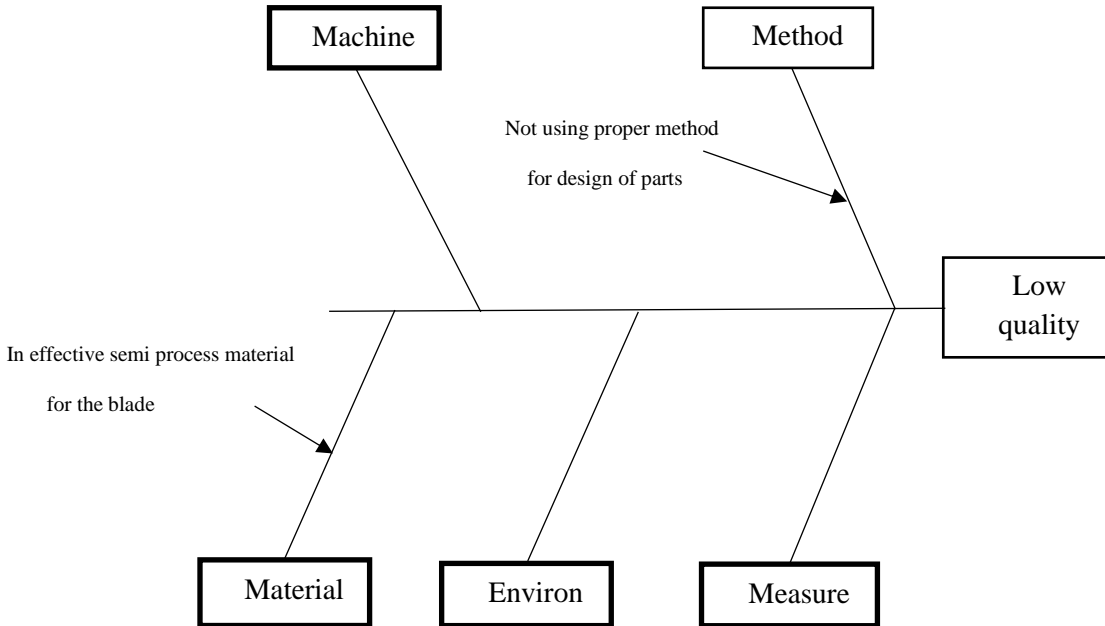 Machine
Method
Not using proper method
for design of parts
Low
quality
In effective semi process material
for the blade
Material
Environ
Measure